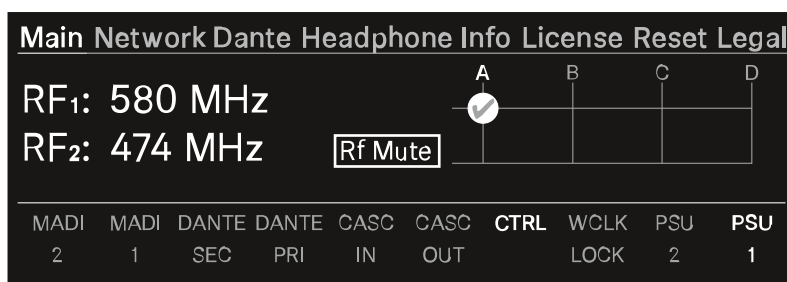 Main Network Dante Headphone Info License Reset Legal
A B C D
RF₁: 580 MHz
RF₂: 474 MHz Rf Mute
MADI MADI DANTE DANTE CASC CASC CTRL WCLK PSU PSU
2 1 SEC PRI IN OUT LOCK 2 1